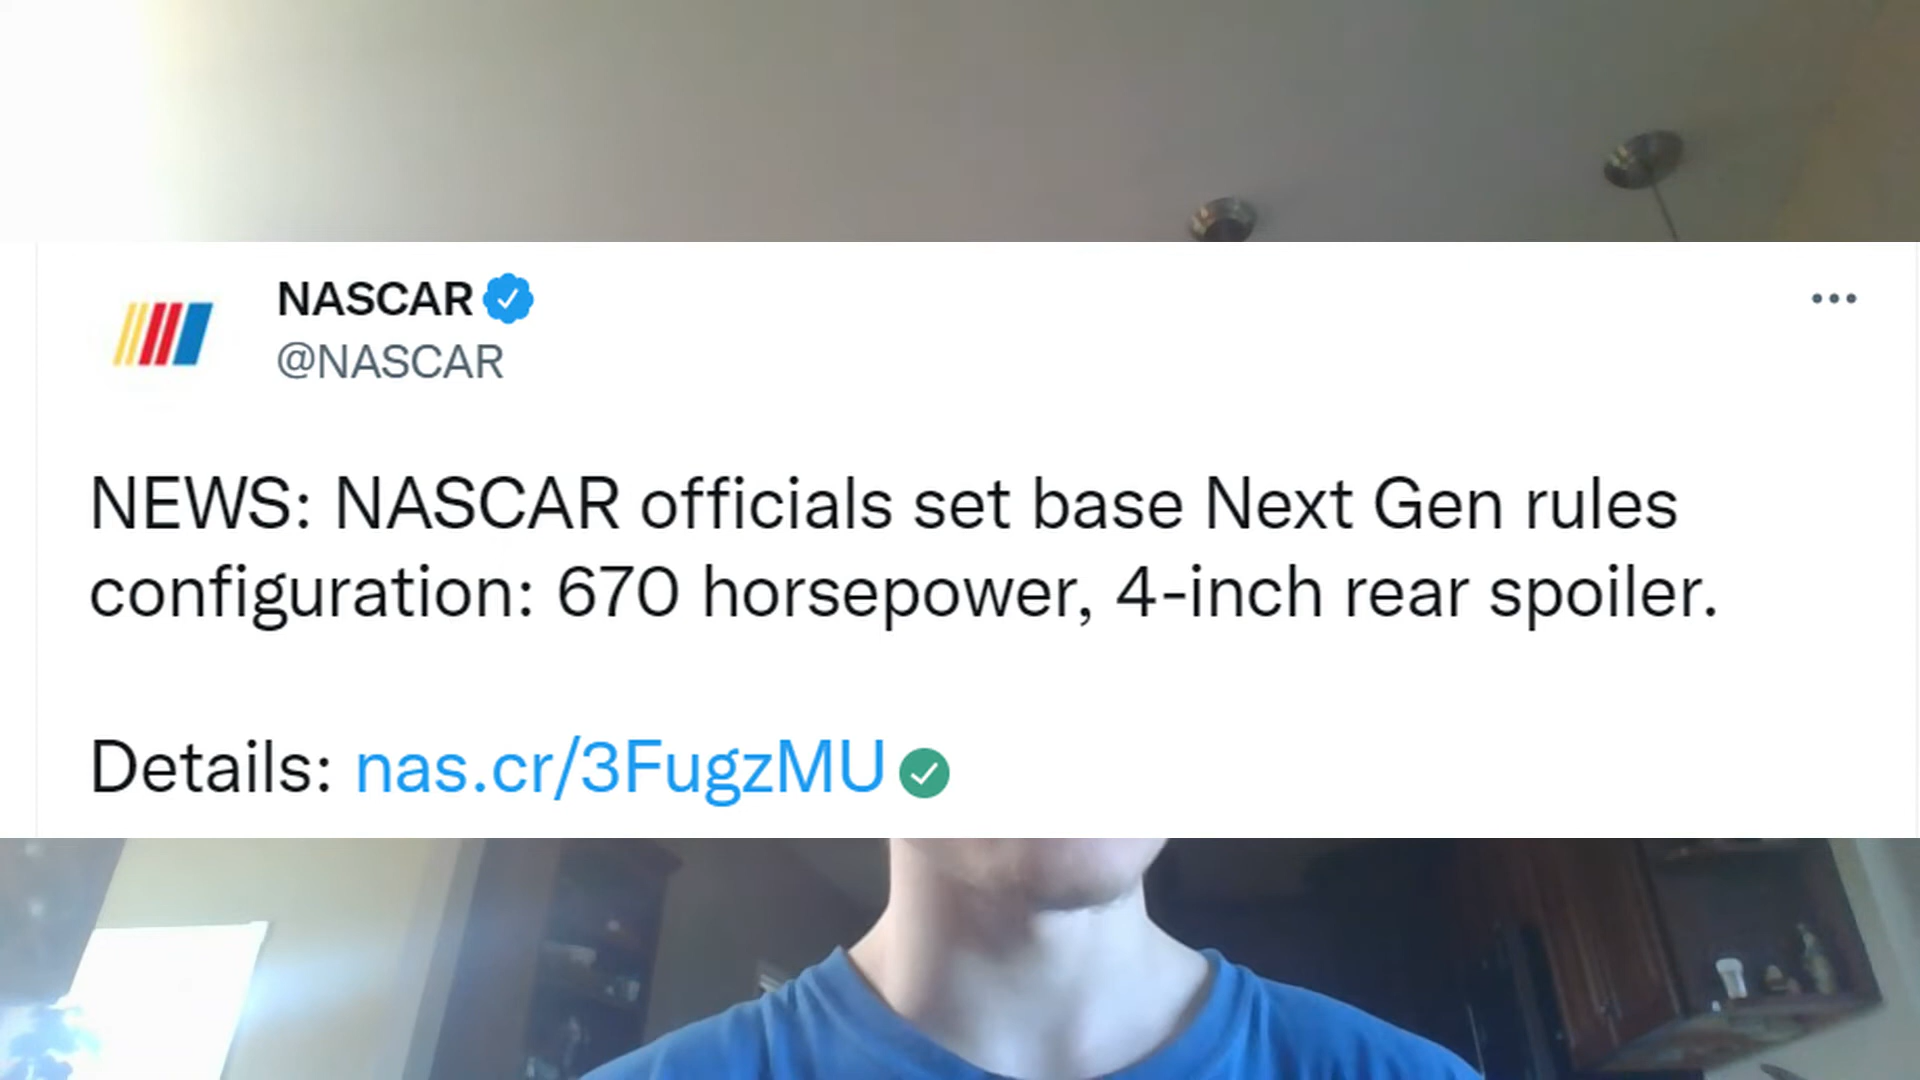 NASCAR
@NASCAR
NEWS: NASCAR officials set base Next Gen rules
configuration: 670 horsepower, 4-inch rear spoiler.
Details: nas.cr/3FugzMU